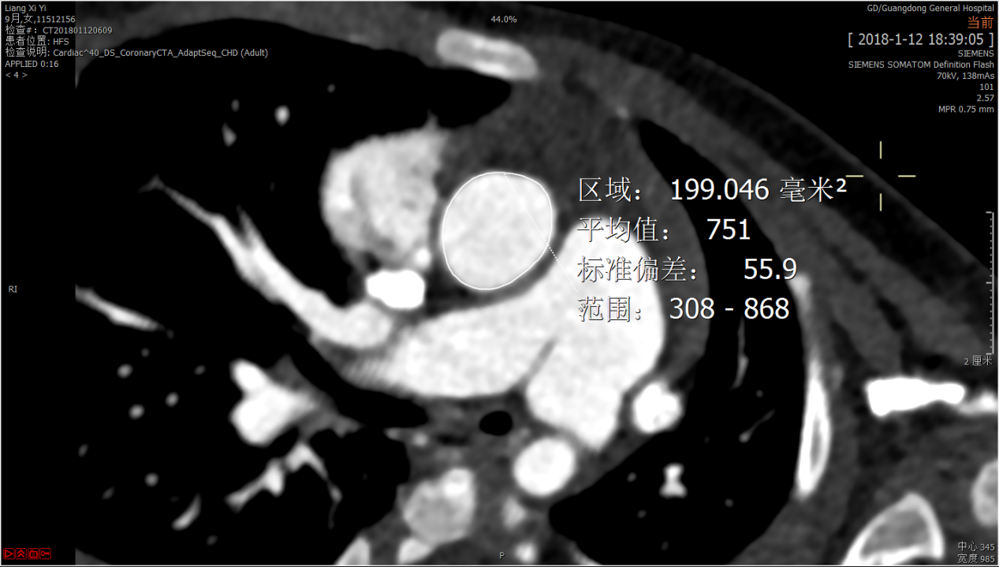 Liang Xi Yi
9月,女,11512156
检查#: CT201801120609
患者位置: HFS
检查说明: Cardiac^40_DS_CoronaryCTA_AdaptSeq_CHD (Adult)
APPLIED 0:16
< 4 >
44.0%
GD/Guangdong General Hospital
当前
[ 2018-1-12 18:39:05 ]
SIEMENS
SIEMENS SOMATOM Definition Flash
70kV, 138mAs
101
2.57
MPR 0.75 mm
区域: 199.046 毫米²
平均值: 751
标准偏差: 55.9
范围: 308 - 868
RI
2 厘米
P
中心 345
宽度 985